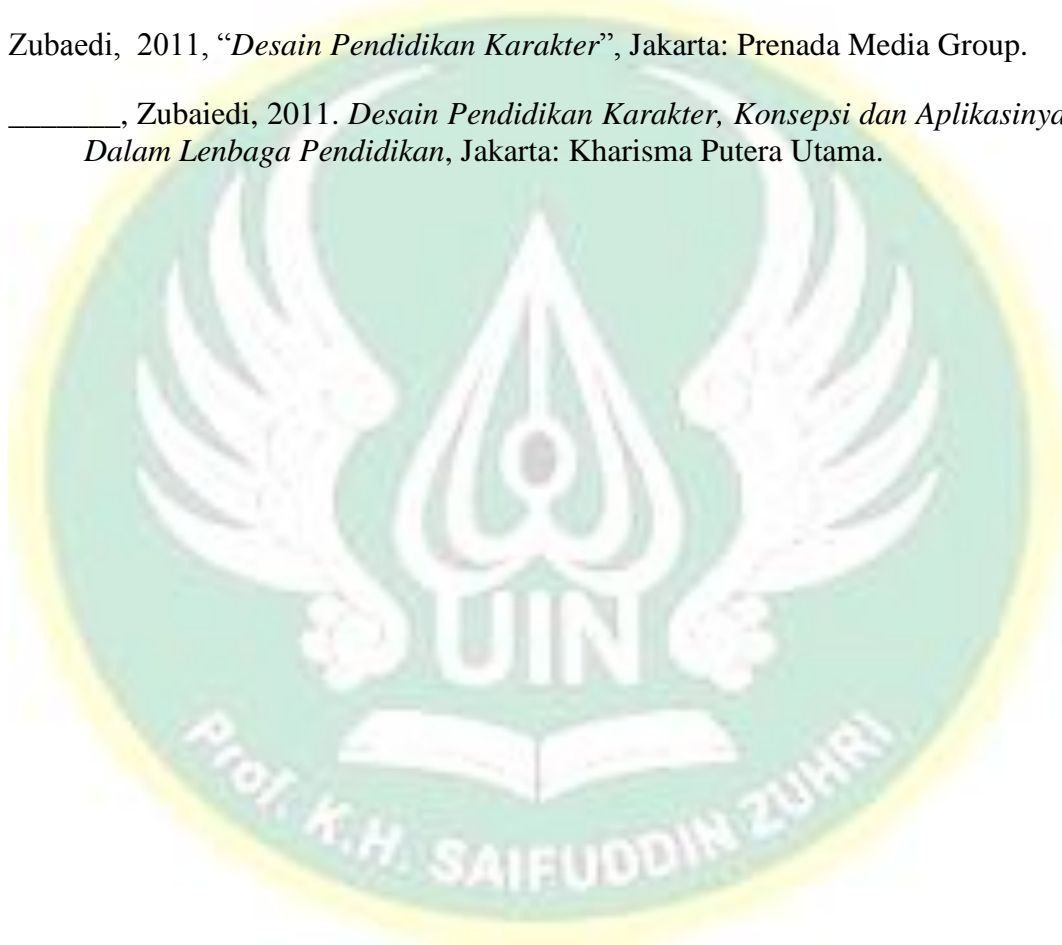 Zubaedi, 2011, “Desain Pendidikan Karakter”, Jakarta: Prenada Media Group.
_______, Zubaiedi, 2011. Desain Pendidikan Karakter, Konsepsi dan Aplikasinya
Dalam Lenbaga Pendidikan, Jakarta: Kharisma Putera Utama.
UIN
Prof. K.H. SAIFUDDIN ZUHRI